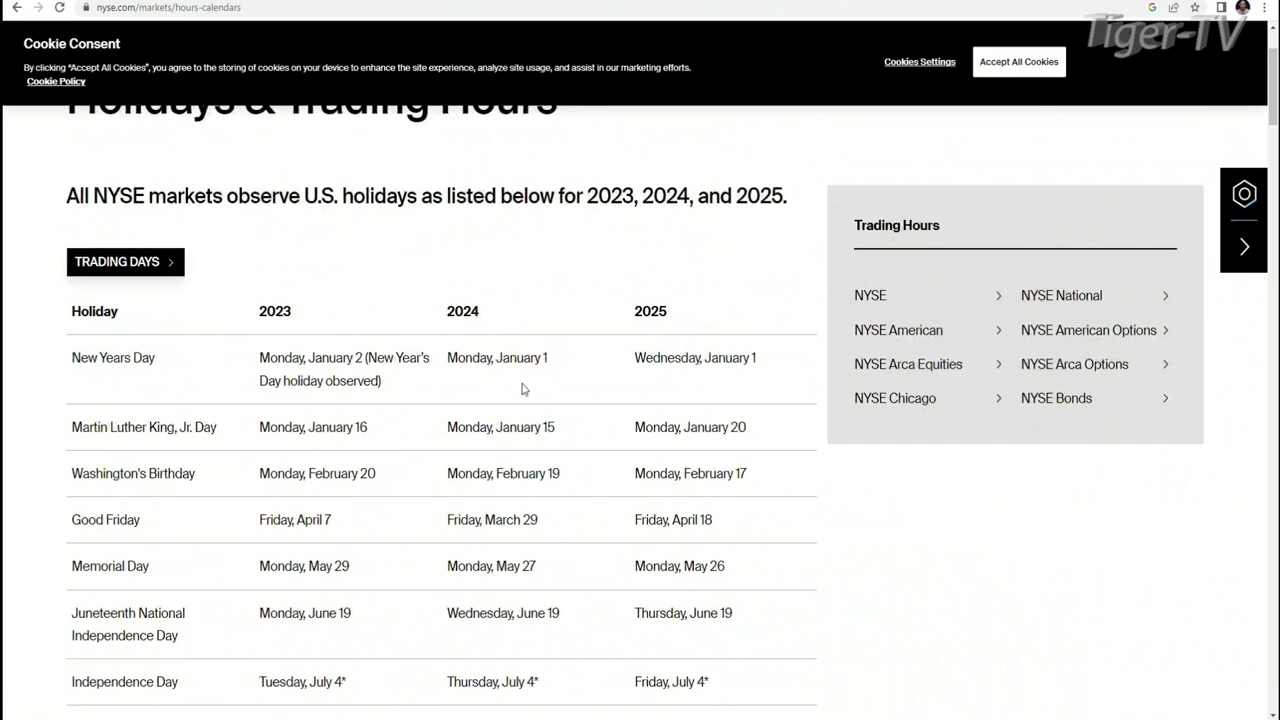 nyse.com/markets/hours-calendars
Tiger-TV
Cookie Consent
By clicking “Accept All Cookies”, you agree to the storing of cookies on your device to enhance the site experience, analyze site usage, and assist in our marketing efforts.
Cookie Policy
Cookies Settings
Accept All Cookies
Holidays & Trading Hours
All NYSE markets observe U.S. holidays as listed below for 2023, 2024, and 2025.
TRADING DAYS
Holiday 2023 2024 2025
New Years Day Monday, January 2 (New Year's Monday, January 1 Wednesday, January 1
Day holiday observed)
Martin Luther King, Jr. Day Monday, January 16 Monday, January 15 Monday, January 20
Washington's Birthday Monday, February 20 Monday, February 19 Monday, February 17
Good Friday Friday, April 7 Friday, March 29 Friday, April 18
Memorial Day Monday, May 29 Monday, May 27 Monday, May 26
Juneteenth National Monday, June 19 Wednesday, June 19 Thursday, June 19
Independence Day
Independence Day Tuesday, July 4* Thursday, July 4* Friday, July 4*
Trading Hours
NYSE NYSE National
NYSE American NYSE American Options
NYSE Arca Equities NYSE Arca Options
NYSE Chicago NYSE Bonds